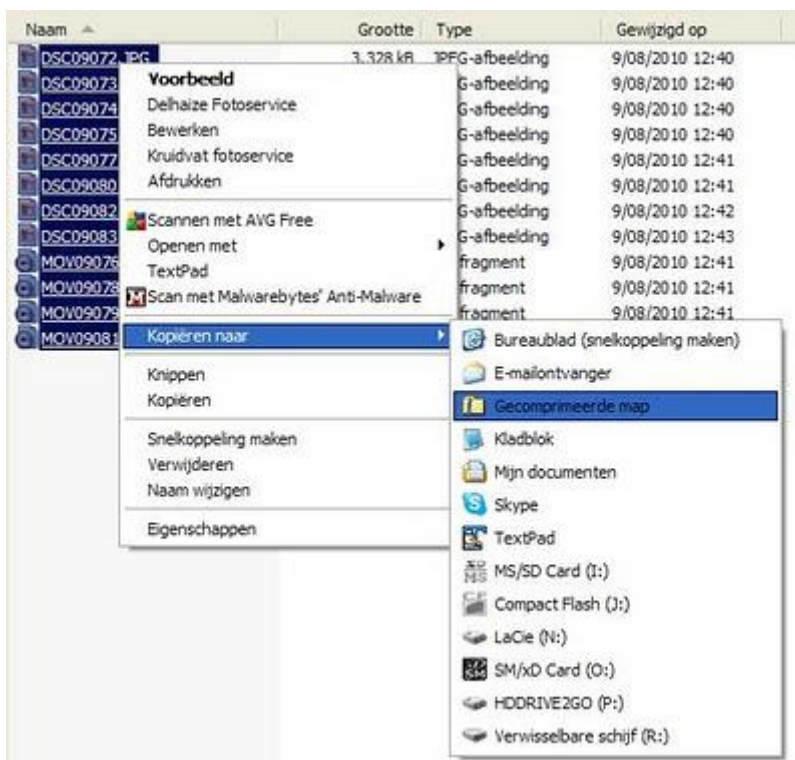 Naam Grootte Type Gewijzigd op
DSC09072.JPG 3.328 kB JPEG-afbeelding 9/08/2010 12:40
DSC09073 G-afbeelding 9/08/2010 12:40
DSC09074 G-afbeelding 9/08/2010 12:40
DSC09075 G-afbeelding 9/08/2010 12:40
DSC09077 G-afbeelding 9/08/2010 12:41
DSC09080 G-afbeelding 9/08/2010 12:41
DSC09082 G-afbeelding 9/08/2010 12:42
DSC09083 G-afbeelding 9/08/2010 12:43
MOV09076 fragment 9/08/2010 12:41
MOV09078 fragment 9/08/2010 12:41
MOV09079 fragment 9/08/2010 12:41
MOV09081
Voorbeeld
Delhaize Fotoservice
Bewerken
Kruidvat fotoservice
Afdrukken
Scannen met AVG Free
Openen met
TextPad
Scan met Malwarebytes' Anti-Malware
Kopiëren naar
Knippen
Kopiëren
Snelkoppeling maken
Verwijderen
Naam wijzigen
Eigenschappen
Bureaublad (snelkoppeling maken)
E-mailontvanger
Gecomprimeerde map
Kladblok
Mijn documenten
Skype
TextPad
MS/SD Card (I:)
Compact Flash (J:)
LaCie (N:)
SM/xD Card (O:)
HDDRIVE2GO (P:)
Verwisselbare schijf (R:)